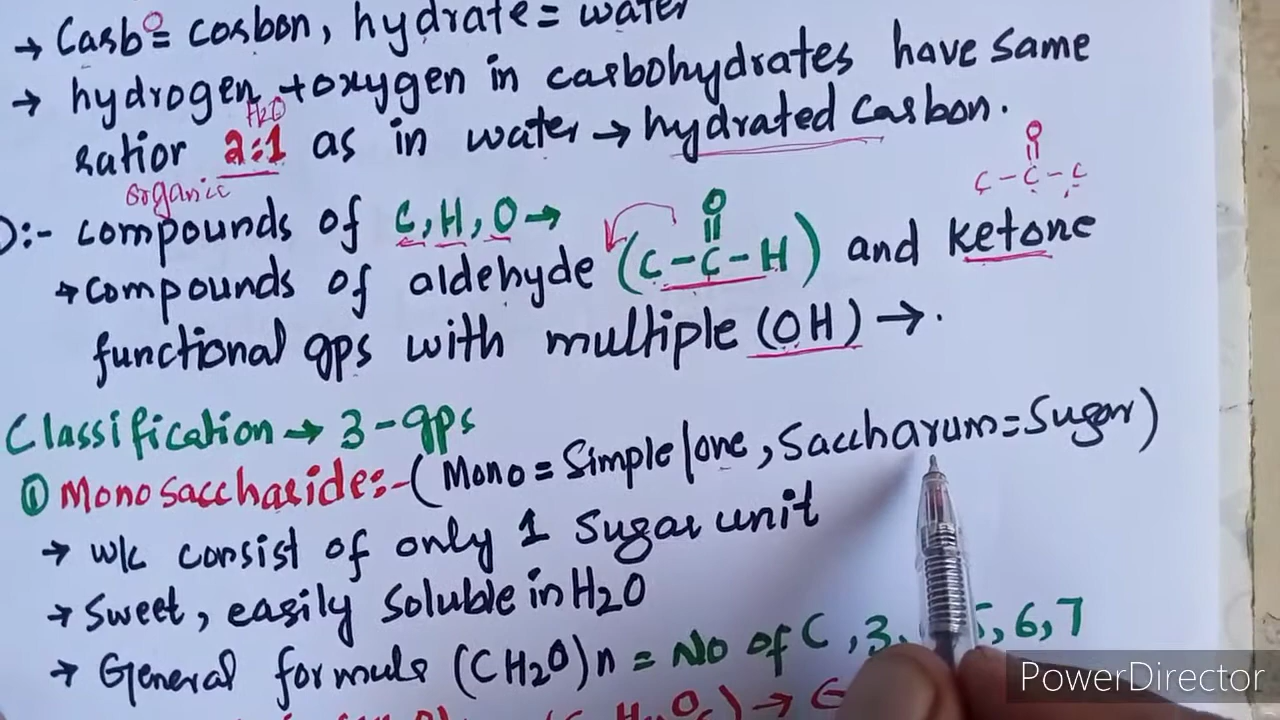 → Carbo = carbon, hydrate = water
→ hydrogen + oxygen in carbohydrates have same
H2O
ratior 2:1 as in water → hydrated carbon.
O
||
C-C-C
organic
D:- compounds of C, H, O →
→ compounds of aldehyde (C-C-H) and ketone
O
||
functional gps with multiple (OH) → .
Classification → 3-gps
① Monosaccharide:- (Mono = Simple/one, Saccharum = Sugar)
→ w/c consist of only 1 Sugar unit
→ Sweet, easily soluble in H2O
→ General formula (CH2O)n = No of C, 3, 5, 6, 7
PowerDirector